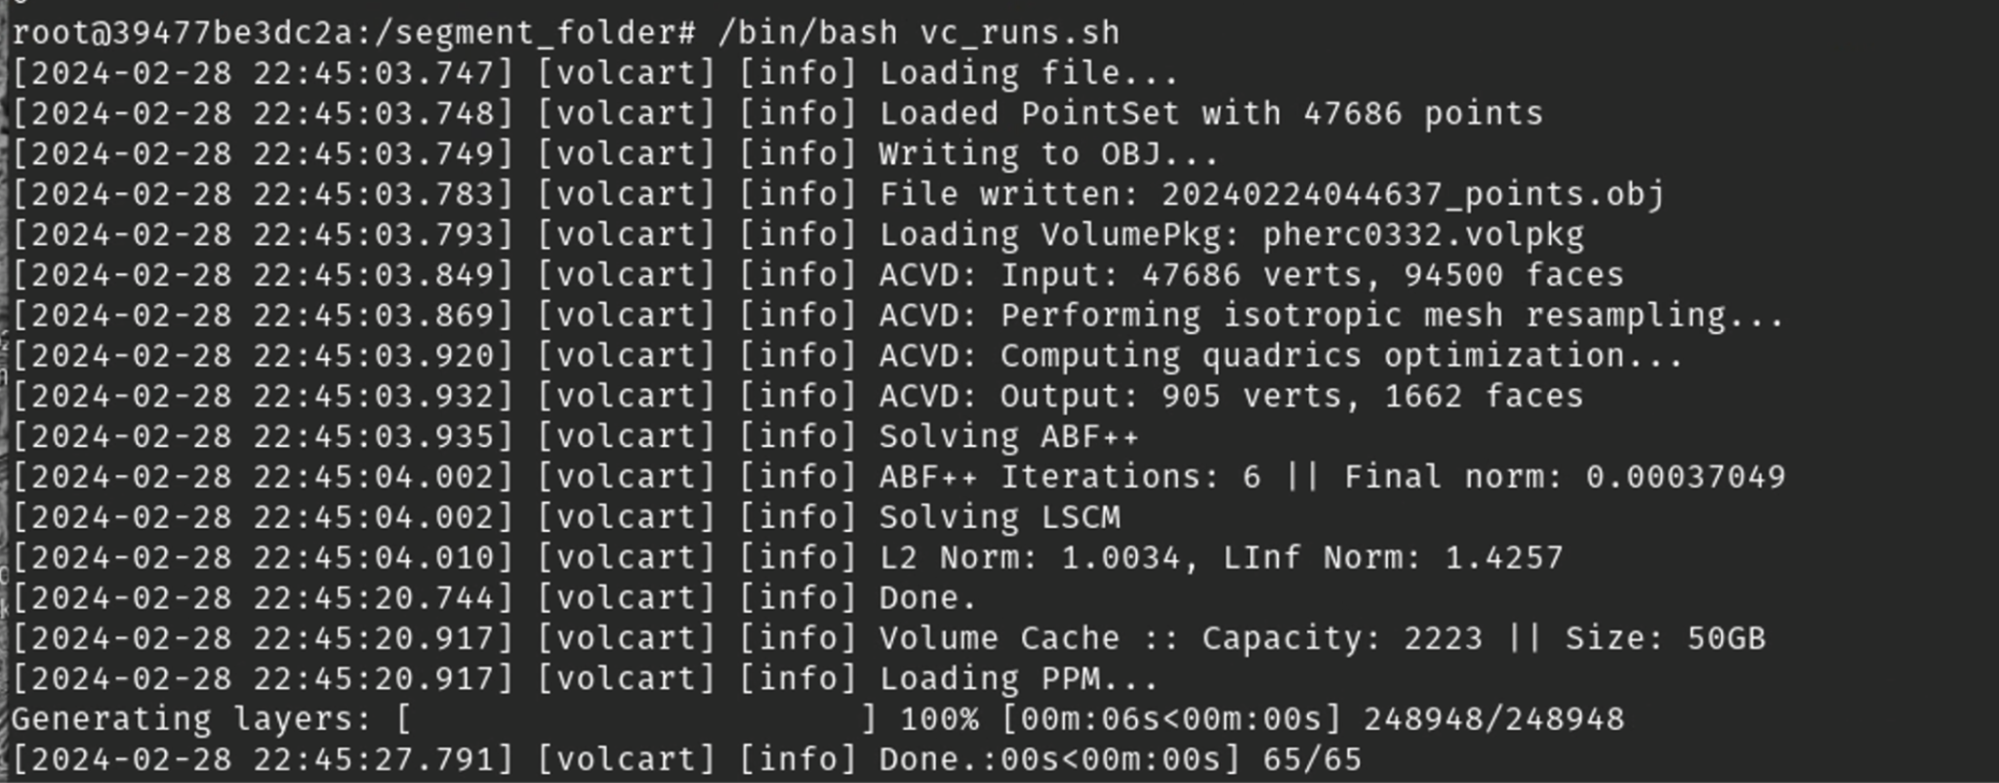 root@39477be3dc2a:/segment_folder# /bin/bash vc_runs.sh
[2024-02-28 22:45:03.747] [volcart] [info] Loading file...
[2024-02-28 22:45:03.748] [volcart] [info] Loaded PointSet with 47686 points
[2024-02-28 22:45:03.749] [volcart] [info] Writing to OBJ...
[2024-02-28 22:45:03.783] [volcart] [info] File written: 20240224044637_points.obj
[2024-02-28 22:45:03.793] [volcart] [info] Loading VolumePkg: pherc0332.volpkg
[2024-02-28 22:45:03.849] [volcart] [info] ACVD: Input: 47686 verts, 94500 faces
[2024-02-28 22:45:03.869] [volcart] [info] ACVD: Performing isotropic mesh resampling...
[2024-02-28 22:45:03.920] [volcart] [info] ACVD: Computing quadrics optimization...
[2024-02-28 22:45:03.932] [volcart] [info] ACVD: Output: 905 verts, 1662 faces
[2024-02-28 22:45:03.935] [volcart] [info] Solving ABF++
[2024-02-28 22:45:04.002] [volcart] [info] ABF++ Iterations: 6 || Final norm: 0.00037049
[2024-02-28 22:45:04.002] [volcart] [info] Solving LSCM
[2024-02-28 22:45:04.010] [volcart] [info] L2 Norm: 1.0034, LInf Norm: 1.4257
[2024-02-28 22:45:20.744] [volcart] [info] Done.
[2024-02-28 22:45:20.917] [volcart] [info] Volume Cache :: Capacity: 2223 || Size: 50GB
[2024-02-28 22:45:20.917] [volcart] [info] Loading PPM...
Generating layers: [                      ] 100% [00m:06s<00m:00s] 248948/248948
[2024-02-28 22:45:27.791] [volcart] [info] Done.:00s<00m:00s] 65/65